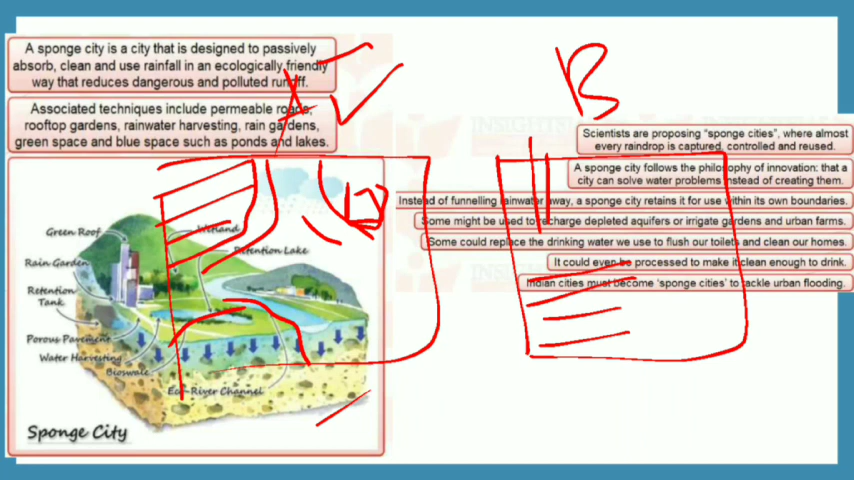 A sponge city is a city that is designed to passively
absorb, clean and use rainfall in an ecologically friendly
way that reduces dangerous and polluted runoff.
Associated techniques include permeable roads,
rooftop gardens, rainwater harvesting, rain gardens,
green space and blue space such as ponds and lakes.
Green Roof
Wetland
Retention Lake
Rain Garden
Retention
Tank
Porous Pavement
Water Harvesting
Bioswale
Eco-River Channel
Sponge City
A
B
INSIGHTS
Scientists are proposing “sponge cities”, where almost
every raindrop is captured, controlled and reused.
A sponge city follows the philosophy of innovation: that a
city can solve water problems instead of creating them.
Instead of funnelling rainwater away, a sponge city retains it for use within its own boundaries.
Some might be used to recharge depleted aquifers or irrigate gardens and urban farms.
Some could replace the drinking water we use to flush our toilets and clean our homes.
It could even be processed to make it clean enough to drink.
Indian cities must become ‘sponge cities’ to tackle urban flooding.